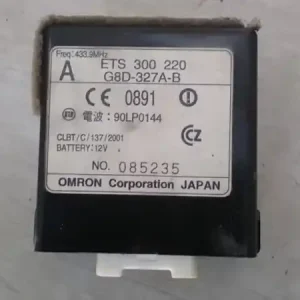 Freq:433.9MHz
A ETS 300 220
G8D-327A-B
CE 0891
電波：90LP0144
CLBT/C/137/2001
BATTERY:12V
CZ
NO. 085235
OMRON Corporation JAPAN